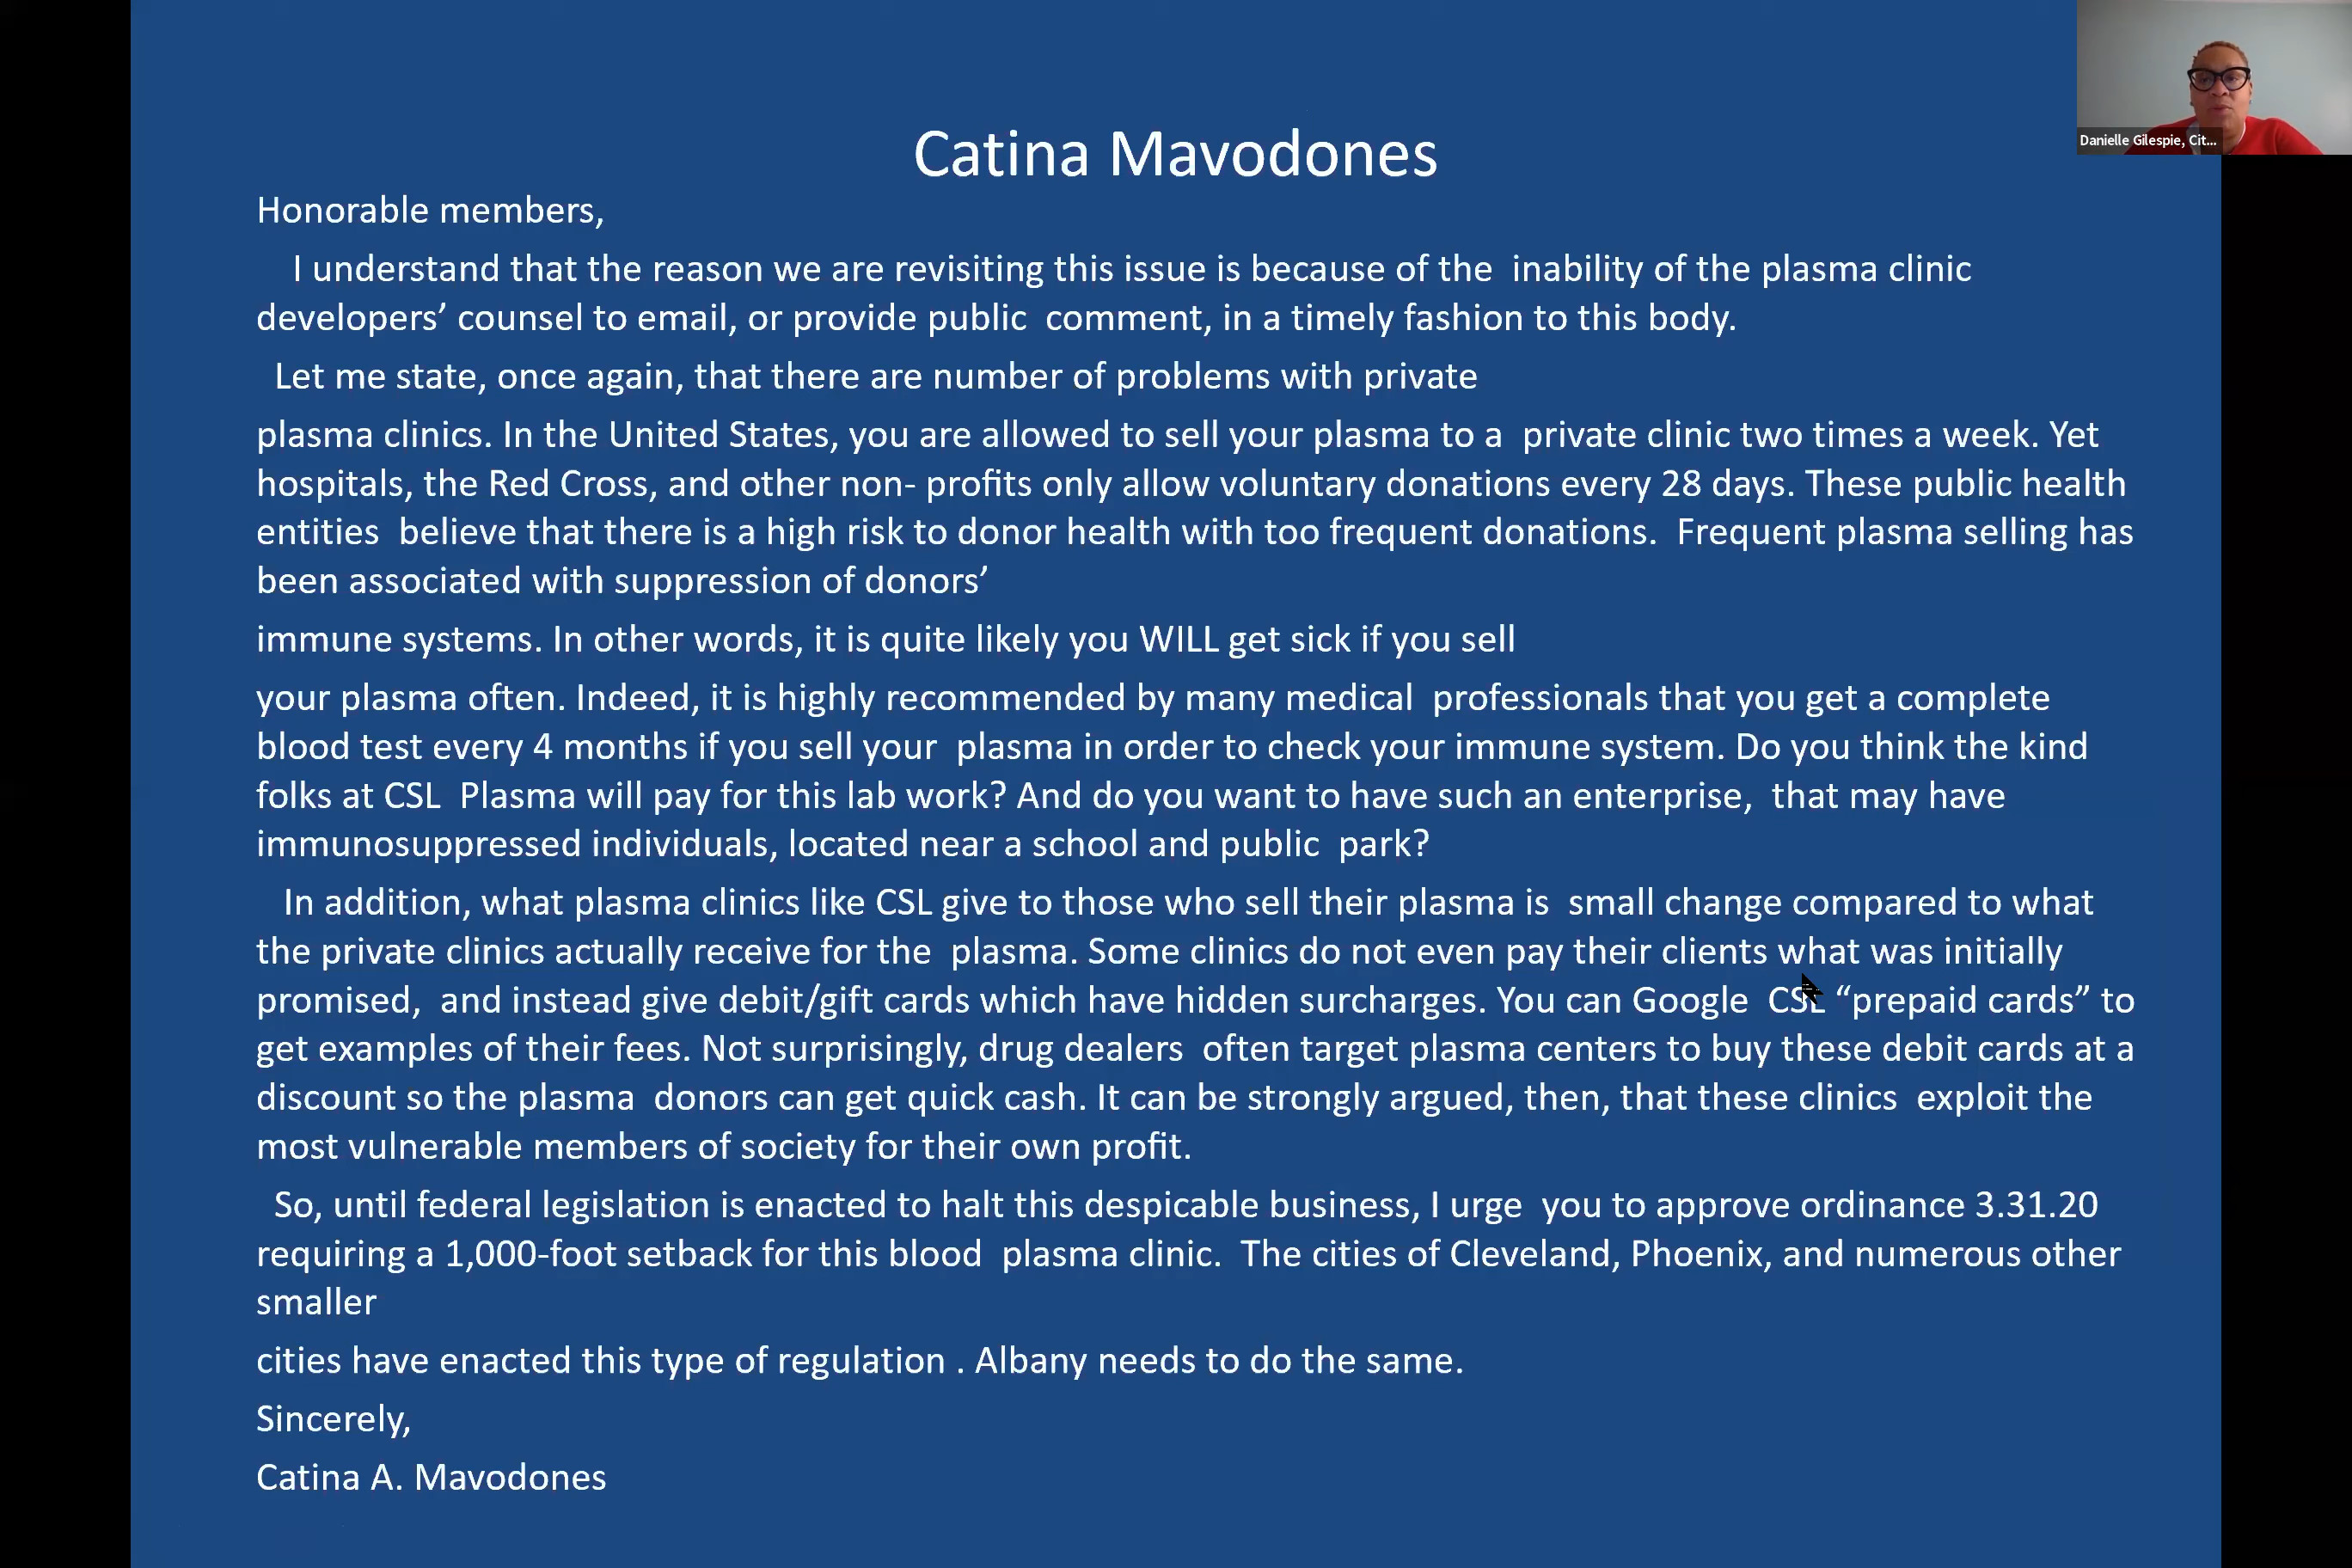 Catina Mavodones
Danielle Gilespie, Cit...
Honorable members,
I understand that the reason we are revisiting this issue is because of the inability of the plasma clinic
developers’ counsel to email, or provide public comment, in a timely fashion to this body.
Let me state, once again, that there are number of problems with private
plasma clinics. In the United States, you are allowed to sell your plasma to a private clinic two times a week. Yet
hospitals, the Red Cross, and other non- profits only allow voluntary donations every 28 days. These public health
entities believe that there is a high risk to donor health with too frequent donations. Frequent plasma selling has
been associated with suppression of donors’
immune systems. In other words, it is quite likely you WILL get sick if you sell
your plasma often. Indeed, it is highly recommended by many medical professionals that you get a complete
blood test every 4 months if you sell your plasma in order to check your immune system. Do you think the kind
folks at CSL Plasma will pay for this lab work? And do you want to have such an enterprise, that may have
immunosuppressed individuals, located near a school and public park?
In addition, what plasma clinics like CSL give to those who sell their plasma is small change compared to what
the private clinics actually receive for the plasma. Some clinics do not even pay their clients what was initially
promised, and instead give debit/gift cards which have hidden surcharges. You can Google CSL “prepaid cards” to
get examples of their fees. Not surprisingly, drug dealers often target plasma centers to buy these debit cards at a
discount so the plasma donors can get quick cash. It can be strongly argued, then, that these clinics exploit the
most vulnerable members of society for their own profit.
So, until federal legislation is enacted to halt this despicable business, I urge you to approve ordinance 3.31.20
requiring a 1,000-foot setback for this blood plasma clinic. The cities of Cleveland, Phoenix, and numerous other
smaller
cities have enacted this type of regulation . Albany needs to do the same.
Sincerely,
Catina A. Mavodones